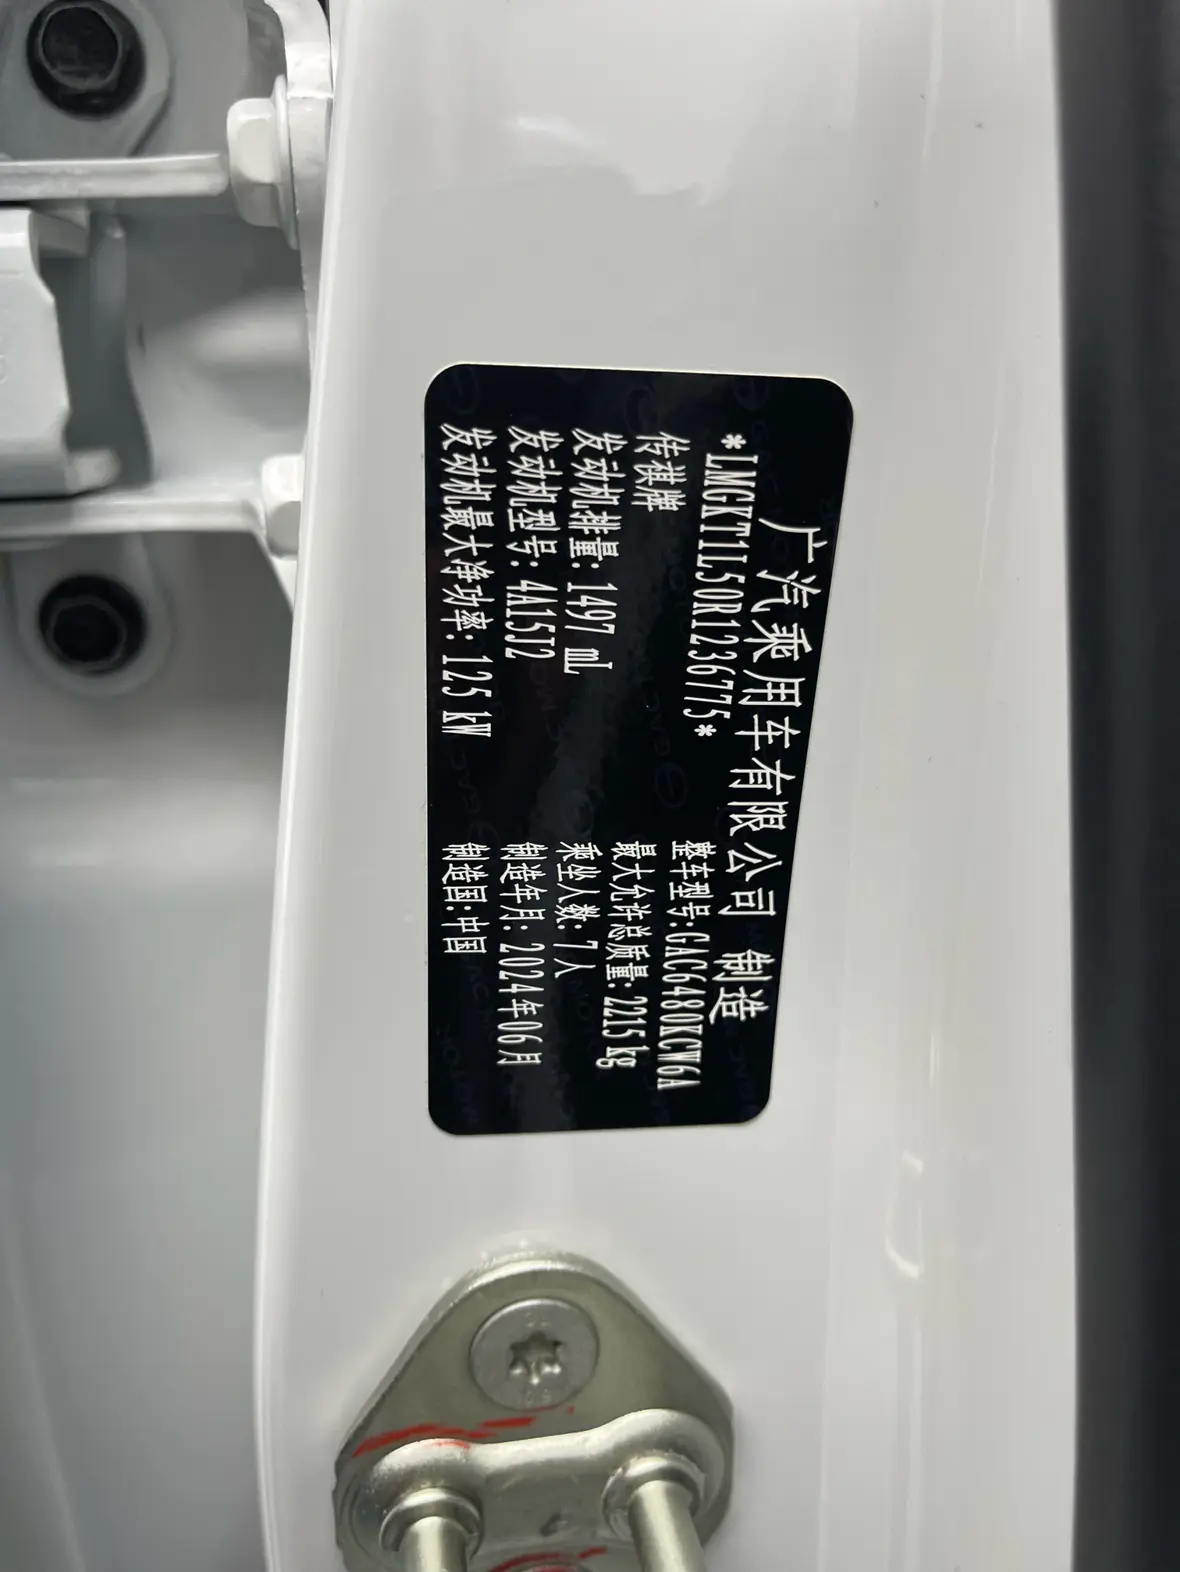 广汽乘用车有限公司 制造
*LMGKT1L50R1236775*
传祺牌
发动机排量:1497 mL
发动机型号:4A15J2
发动机最大净功率:125 kW
整车型号:GAC6480KCW6A
最大允许总质量:2215 kg
乘坐人数:7人
制造年月:2024年06月
制造国:中国